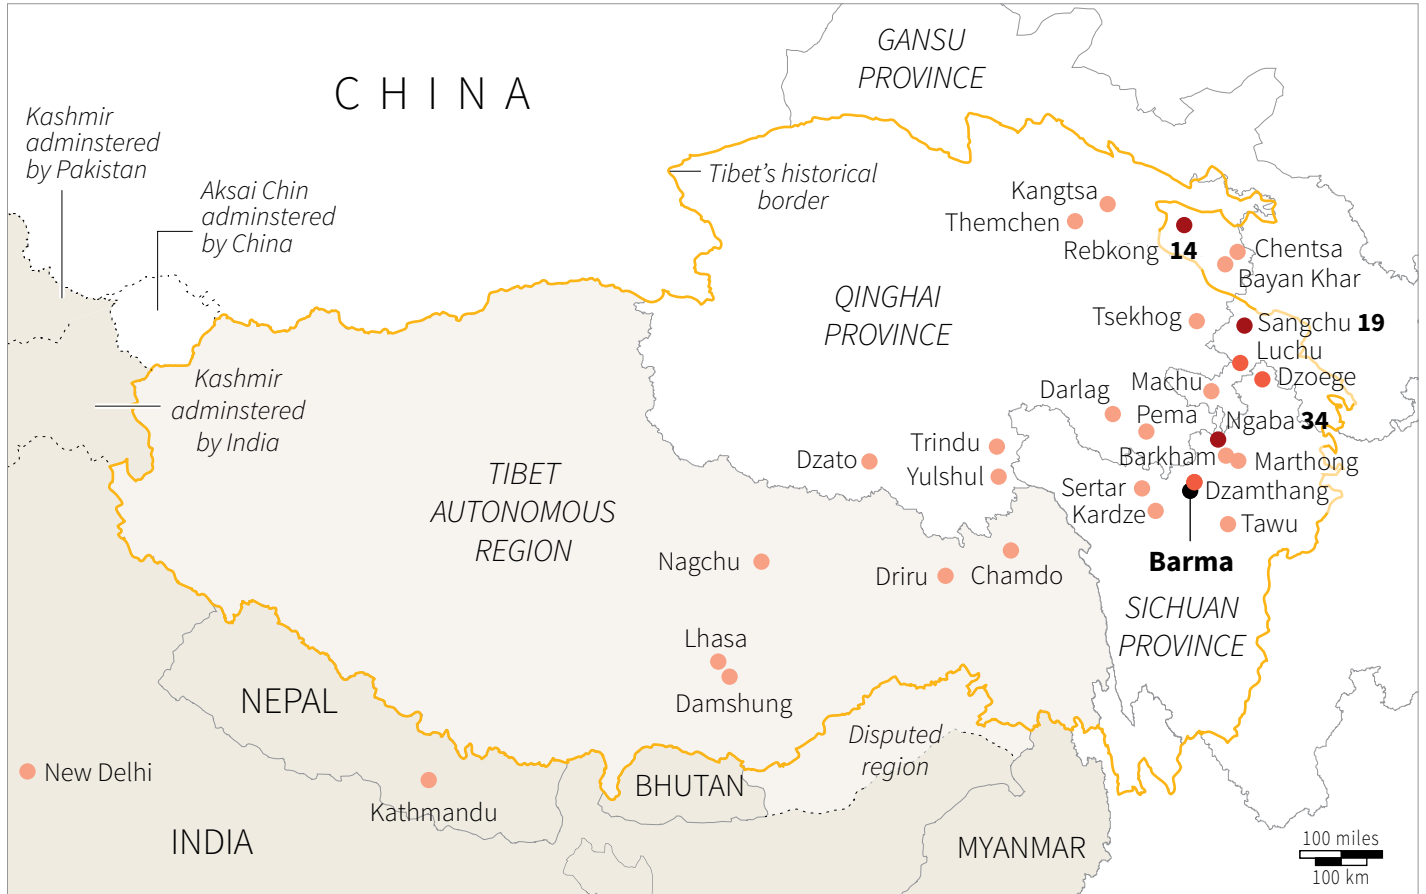 GANSU
PROVINCE
CHINA
Kashmir
adminstered
by Pakistan
Aksai Chin
adminstered
by China
Tibet's historical
border
Kangtsa
Themchen
Rebkong 14
Chentsa
Bayan Khar
QINGHAI
PROVINCE
Tsekhog
Sangchu 19
Luchu
Dzoege
Kashmir
adminstered
by India
Machu
Darlag
Pema
Ngaba 34
Trindu
Dzato
Yulshul
Barkham
Marthong
TIBET
AUTONOMOUS
REGION
Sertar
Dzamthang
Kardze
Tawu
Barma
Nagchu
Driru
Chamdo
SICHUAN
PROVINCE
Lhasa
Damshung
NEPAL
Disputed
region
New Delhi
BHUTAN
Kathmandu
INDIA
MYANMAR
100 miles
100 km